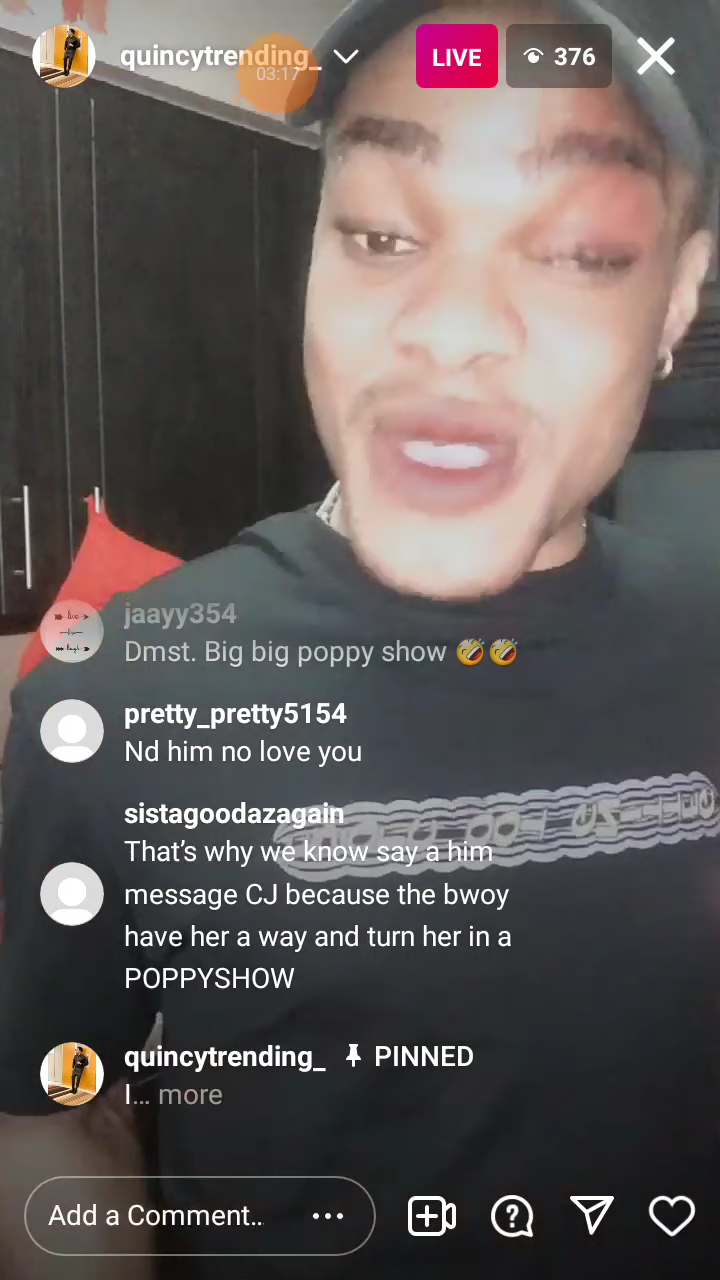 quincytrending_
03:17
LIVE
376
jaayy354
Dmst. Big big poppy show 🤣🤣
pretty_pretty5154
Nd him no love you
sistagoodazagain
That's why we know say a him
message CJ because the bwoy
have her a way and turn her in a
POPPYSHOW
quincytrending_ PINNED
I... more
Add a Comment..